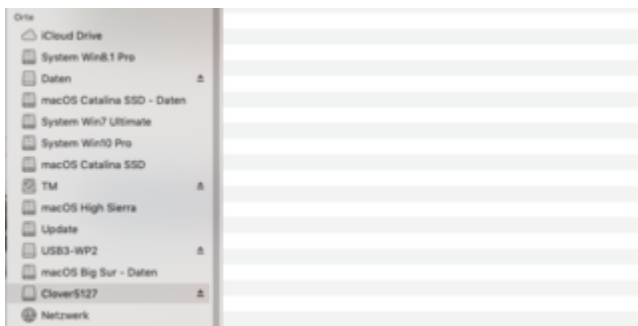 Orte
iCloud Drive
System Win8.1 Pro
Daten
macOS Catalina SSD - Daten
System Win7 Ultimate
System Win10 Pro
macOS Catalina SSD
TM
macOS High Sierra
Update
USB3-WP2
macOS Big Sur - Daten
Clover5127
Netzwerk